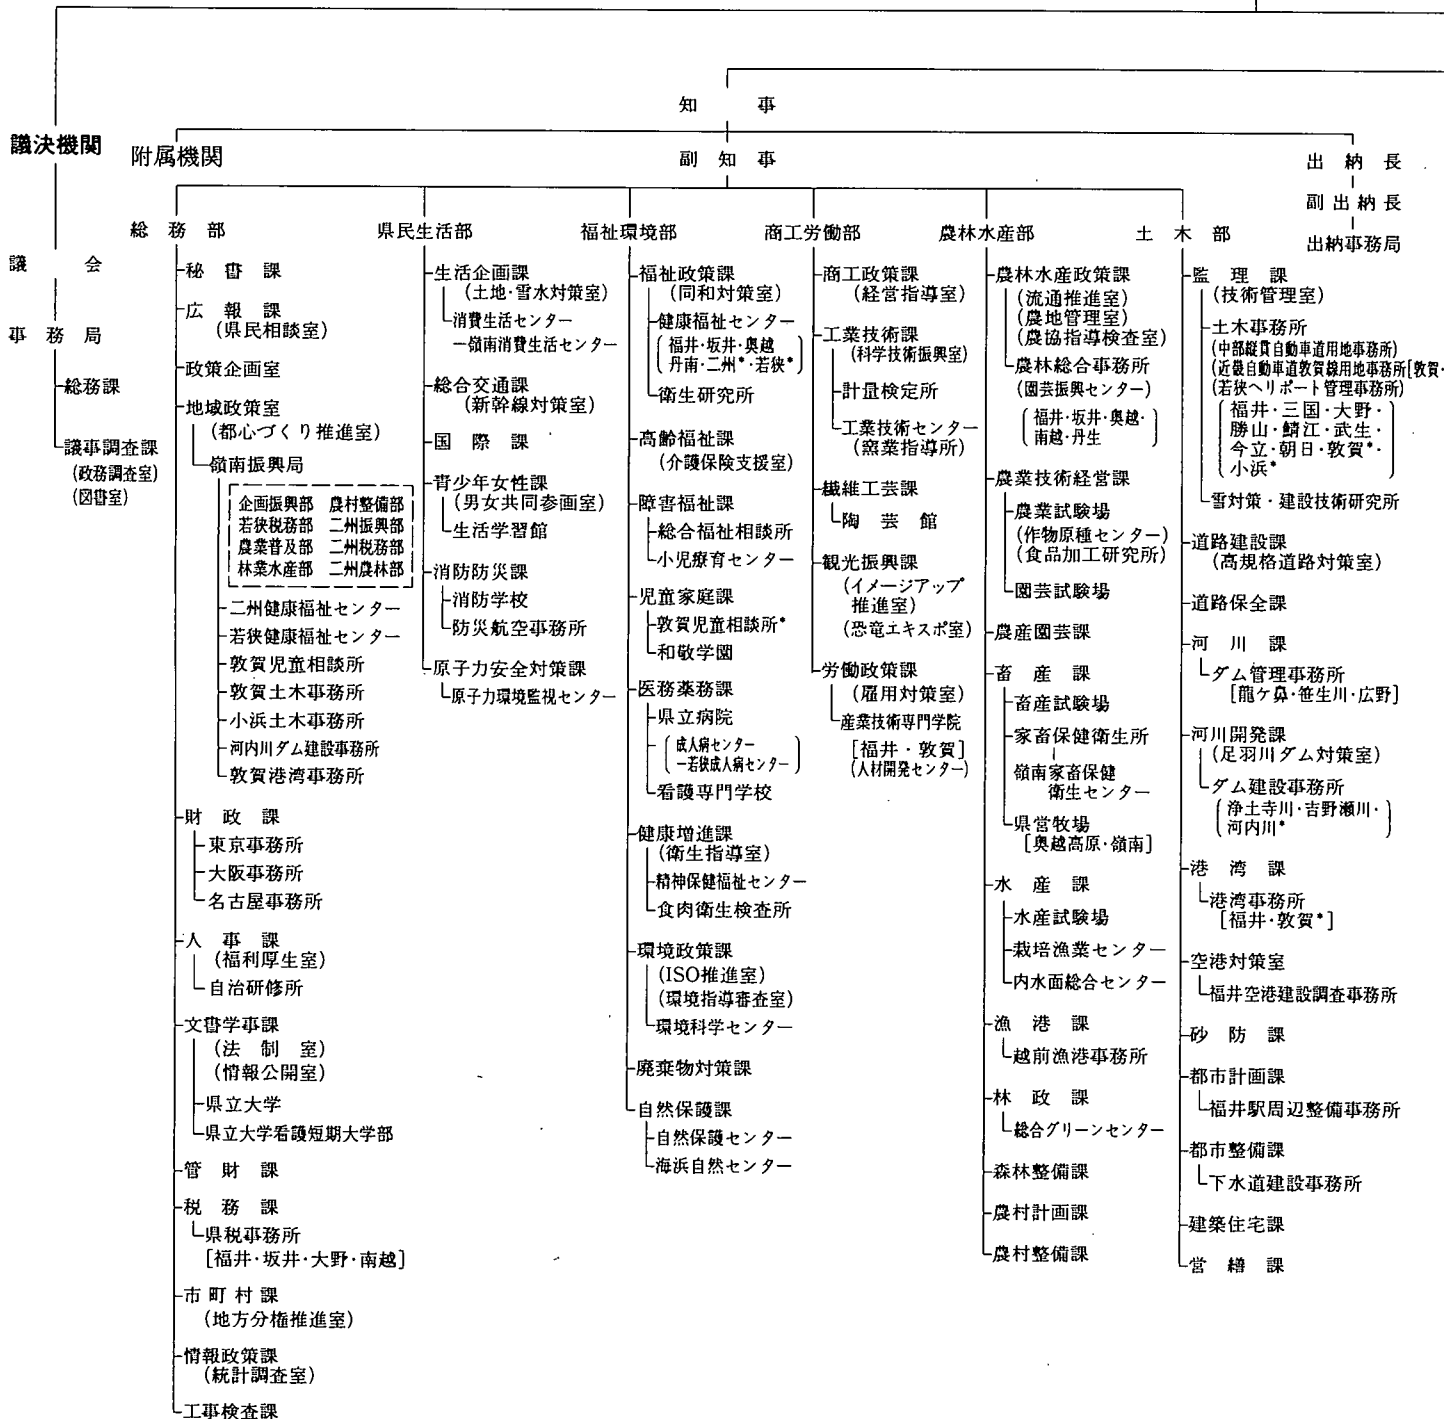 知事
議決機関
附属機関
副知事
出納長
副出納長
出納事務局
議会
事務局
総務課
議事調査課
(政務調査室)
(図書室)
総務部
秘書課
広報課
(県民相談室)
政策企画室
地域政策室
(都心づくり推進室)
嶺南振興局
企画振興部 農村整備部
若狭税務部 二州振興部
農業普及部 二州税務部
林業水産部 二州農林部
二州健康福祉センター
若狭健康福祉センター
敦賀児童相談所
敦賀土木事務所
小浜土木事務所
河内川ダム建設事務所
敦賀港湾事務所
財政課
東京事務所
大阪事務所
名古屋事務所
人事課
(福利厚生室)
自治研修所
文書学事課
(法制室)
(情報公開室)
県立大学
県立大学看護短期大学部
管財課
税務課
県税事務所
[福井・坂井・大野・南越]
市町村課
(地方分権推進室)
情報政策課
(統計調査室)
工事検査課
県民生活部
生活企画課
(土地・雪水対策室)
消費生活センター
―嶺南消費生活センター
総合交通課
(新幹線対策室)
国際課
青少年女性課
(男女共同参画室)
生活学習館
消防防災課
消防学校
防災航空事務所
原子力安全対策課
原子力環境監視センター
福祉環境部
福祉政策課
(同和対策室)
健康福祉センター
福井・坂井・奥越
丹南・二州*・若狭*
衛生研究所
高齢福祉課
(介護保険支援室)
障害福祉課
総合福祉相談所
小児療育センター
児童家庭課
敦賀児童相談所*
和敬学園
医務薬務課
県立病院
成人病センター
―若狭成人病センター
看護専門学校
健康増進課
(衛生指導室)
精神保健福祉センター
食肉衛生検査所
環境政策課
(ISO推進室)
(環境指導審査室)
環境科学センター
廃棄物対策課
自然保護課
自然保護センター
海浜自然センター
商工労働部
商工政策課
(経営指導室)
工業技術課
(科学技術振興室)
計量検定所
工業技術センター
(窯業指導所)
繊維工芸課
陶芸館
観光振興課
(イメージアップ
推進室)
(恐竜エキスポ室)
労働政策課
(雇用対策室)
産業技術専門学院
[福井・敦賀]
(人材開発センター)
農林水産部
農林水産政策課
(流通推進室)
(農地管理室)
(農協指導検査室)
農林総合事務所
(園芸振興センター)
福井・坂井・奥越・
南越・丹生
農業技術経営課
農業試験場
(作物原種センター)
(食品加工研究所)
園芸試験場
農産園芸課
畜産課
畜産試験場
家畜保健衛生所
嶺南家畜保健
衛生センター
県営牧場
[奥越高原・嶺南]
水産課
水産試験場
栽培漁業センター
内水面総合センター
漁港課
越前漁港事務所
林政課
総合グリーンセンター
森林整備課
農村計画課
農村整備課
土木部
監理課
(技術管理室)
土木事務所
(中部縦貫自動車道用地事務所)
(近畿自動車道敦賀線用地事務所[敦賀・
(若狭ヘリポート管理事務所)
福井・三国・大野・
勝山・鯖江・武生・
今立・朝日・敦賀*・
小浜*
雪対策・建設技術研究所
道路建設課
(高規格道路対策室)
道路保全課
河川課
ダム管理事務所
[龍ケ鼻・笹生川・広野]
河川開発課
(足羽川ダム対策室)
ダム建設事務所
浄土寺川・吉野瀬川・
河内川*
港湾課
港湾事務所
[福井・敦賀*]
空港対策室
福井空港建設調査事務所
砂防課
都市計画課
福井駅周辺整備事務所
都市整備課
下水道建設事務所
建築住宅課
営繕課